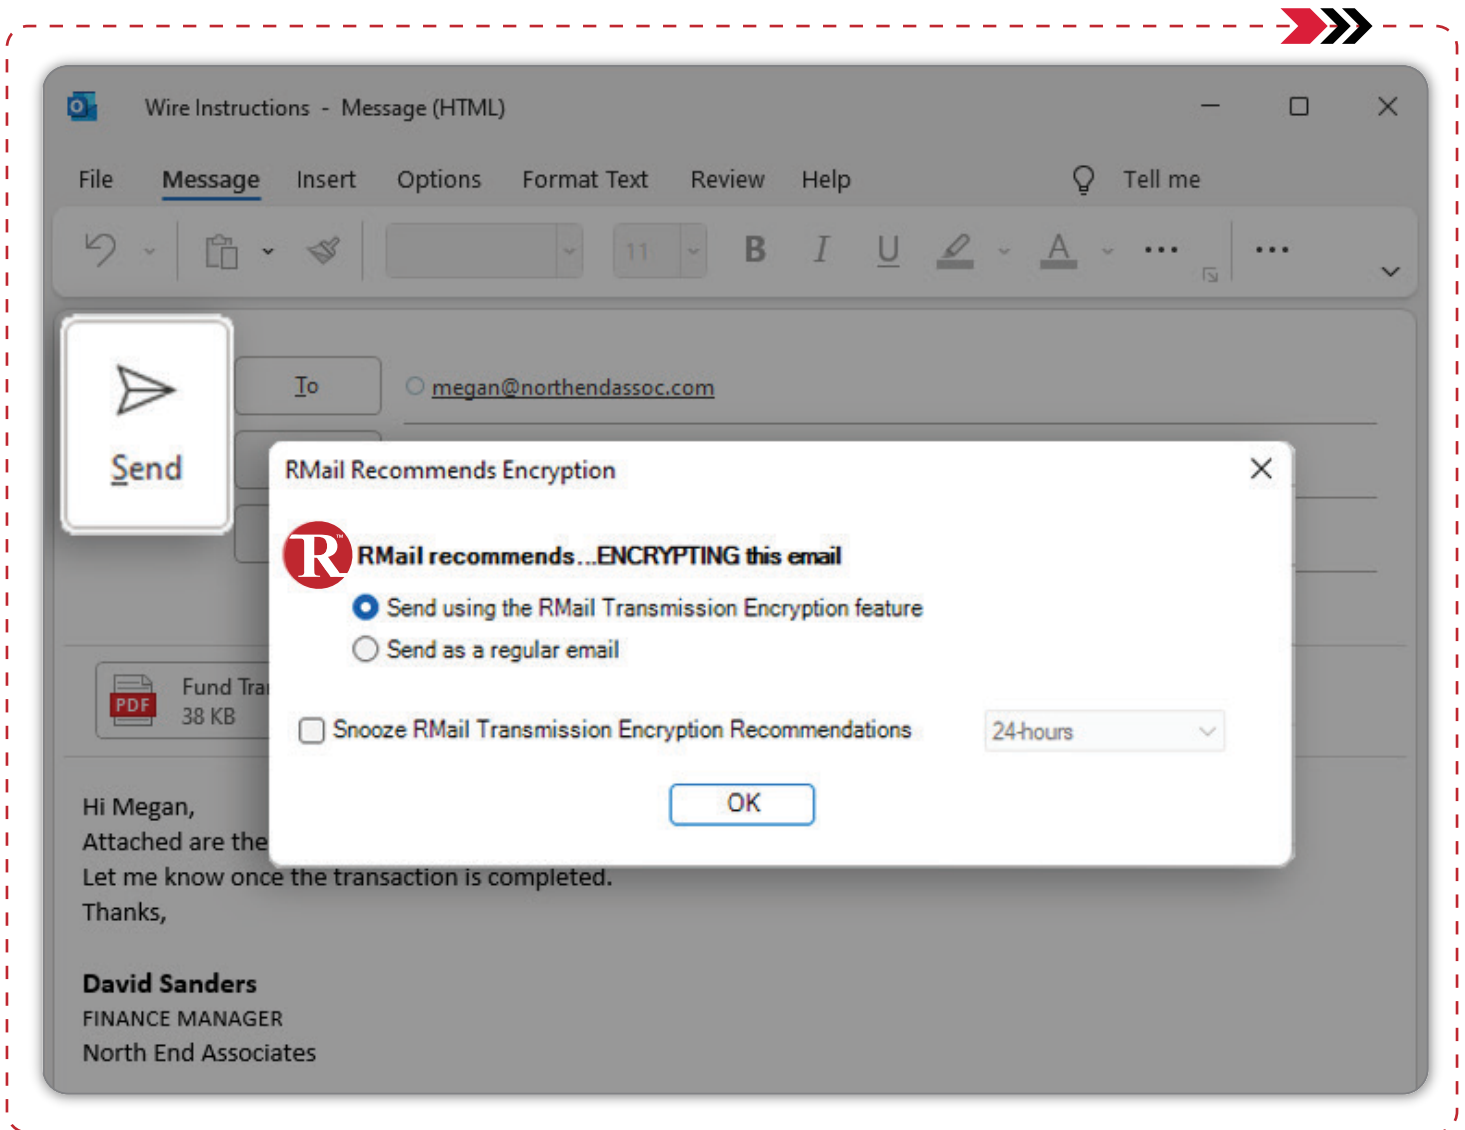 Wire Instructions - Message (HTML)
File Message Insert Options Format Text Review Help Tell me
11 B I U A
Send
To
megan@northendassoc.com
RMail Recommends Encryption
R™
RMail recommends...ENCRYPTING this email
Send using the RMail Transmission Encryption feature
Send as a regular email
PDF
Fund
38 KB
Snooze RMail Transmission Encryption Recommendations
24-hours
OK
Hi Megan,
Attached are the
Let me know once the transaction is completed.
Thanks,
David Sanders
FINANCE MANAGER
North End Associates